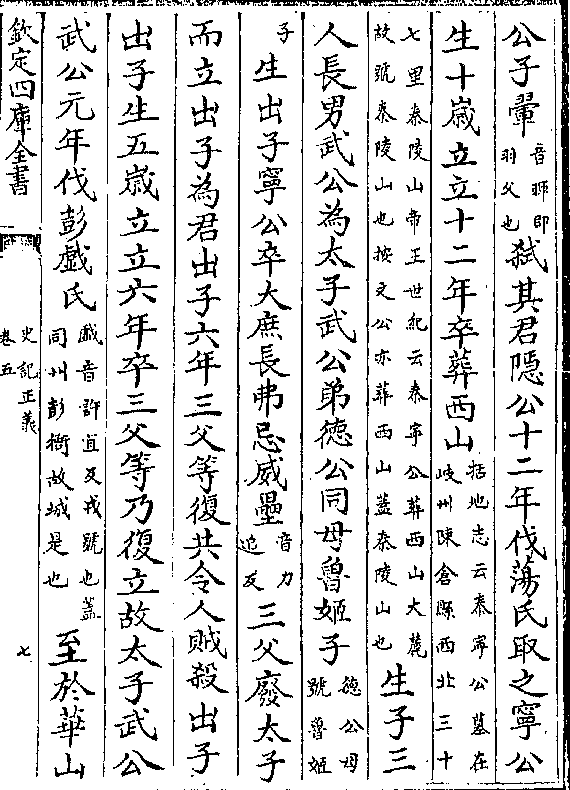 公子翬音暉即羽父也弒其君隠公十二年伐蕩氏取之寧公
生十歲立立十二年卒葬西山括地志云秦寧公墓在岐州陳倉縣西北三十
七里秦陵山帝王世紀云秦寧公葬西山大麓故號秦陵山也按文公亦葬西山蓋秦陵山也生子三
人長男武公為太子武公弟德公同母魯姬子德公母號魯姬
子生出子寧公卒大庶長弗忌威壘音力追反三父廢太子
而立出子為君出子六年三父等復共令人賊殺出子
出子生五歲立立六年卒三父等乃復立故太子武公
武公元年伐彭戲氏戲音許宜反戎號也蓋同州彭衙故城是也至於華山
欽定四庫全書
史記正義
卷五
七